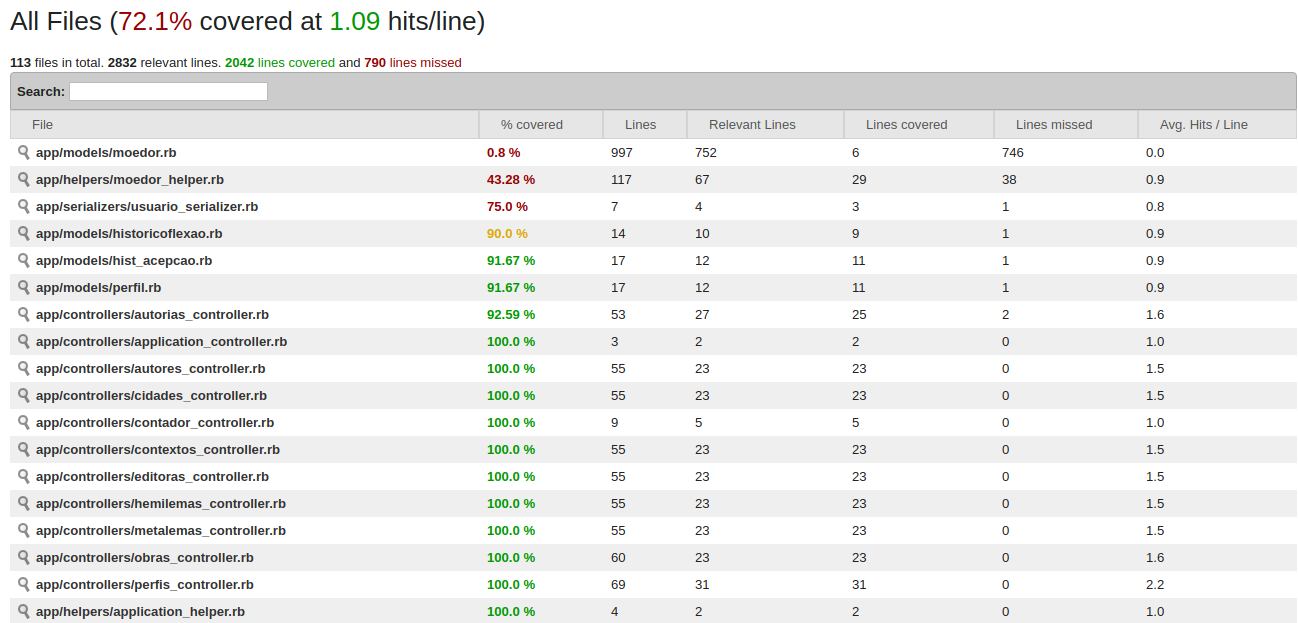 All Files (72.1% covered at 1.09 hits/line)
113 files in total. 2832 relevant lines. 2042 lines covered and 790 lines missed
Search:
File % covered Lines Relevant Lines Lines covered Lines missed Avg. Hits / Line
app/models/moedor.rb 0.8 % 997 752 6 746 0.0
app/helpers/moedor_helper.rb 43.28 % 117 67 29 38 0.9
app/serializers/usuario_serializer.rb 75.0 % 7 4 3 1 0.8
app/models/historicoflexao.rb 90.0 % 14 10 9 1 0.9
app/models/hist_acepcao.rb 91.67 % 17 12 11 1 0.9
app/models/perfil.rb 91.67 % 17 12 11 1 0.9
app/controllers/autorias_controller.rb 92.59 % 53 27 25 2 1.6
app/controllers/application_controller.rb 100.0 % 3 2 2 0 1.0
app/controllers/autores_controller.rb 100.0 % 55 23 23 0 1.5
app/controllers/cidades_controller.rb 100.0 % 55 23 23 0 1.5
app/controllers/contador_controller.rb 100.0 % 9 5 5 0 1.0
app/controllers/contextos_controller.rb 100.0 % 55 23 23 0 1.5
app/controllers/editoras_controller.rb 100.0 % 55 23 23 0 1.5
app/controllers/hemilemas_controller.rb 100.0 % 55 23 23 0 1.5
app/controllers/metalemas_controller.rb 100.0 % 55 23 23 0 1.5
app/controllers/obras_controller.rb 100.0 % 60 23 23 0 1.6
app/controllers/perfis_controller.rb 100.0 % 69 31 31 0 2.2
app/helpers/application_helper.rb 100.0 % 4 2 2 0 1.0